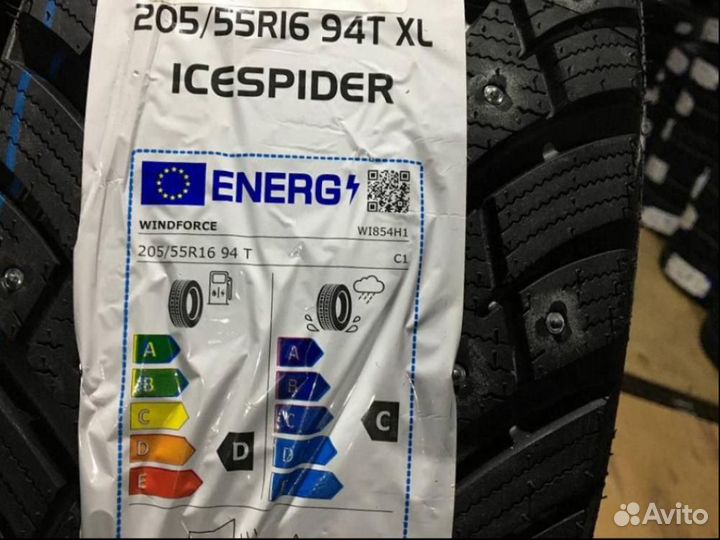 205/55R16 94T XL
ICESPIDER
ENERG
WINDFORCE WI854H1
205/55R16 94 T C1
A A
B B
C C C
D D D
E
Avito